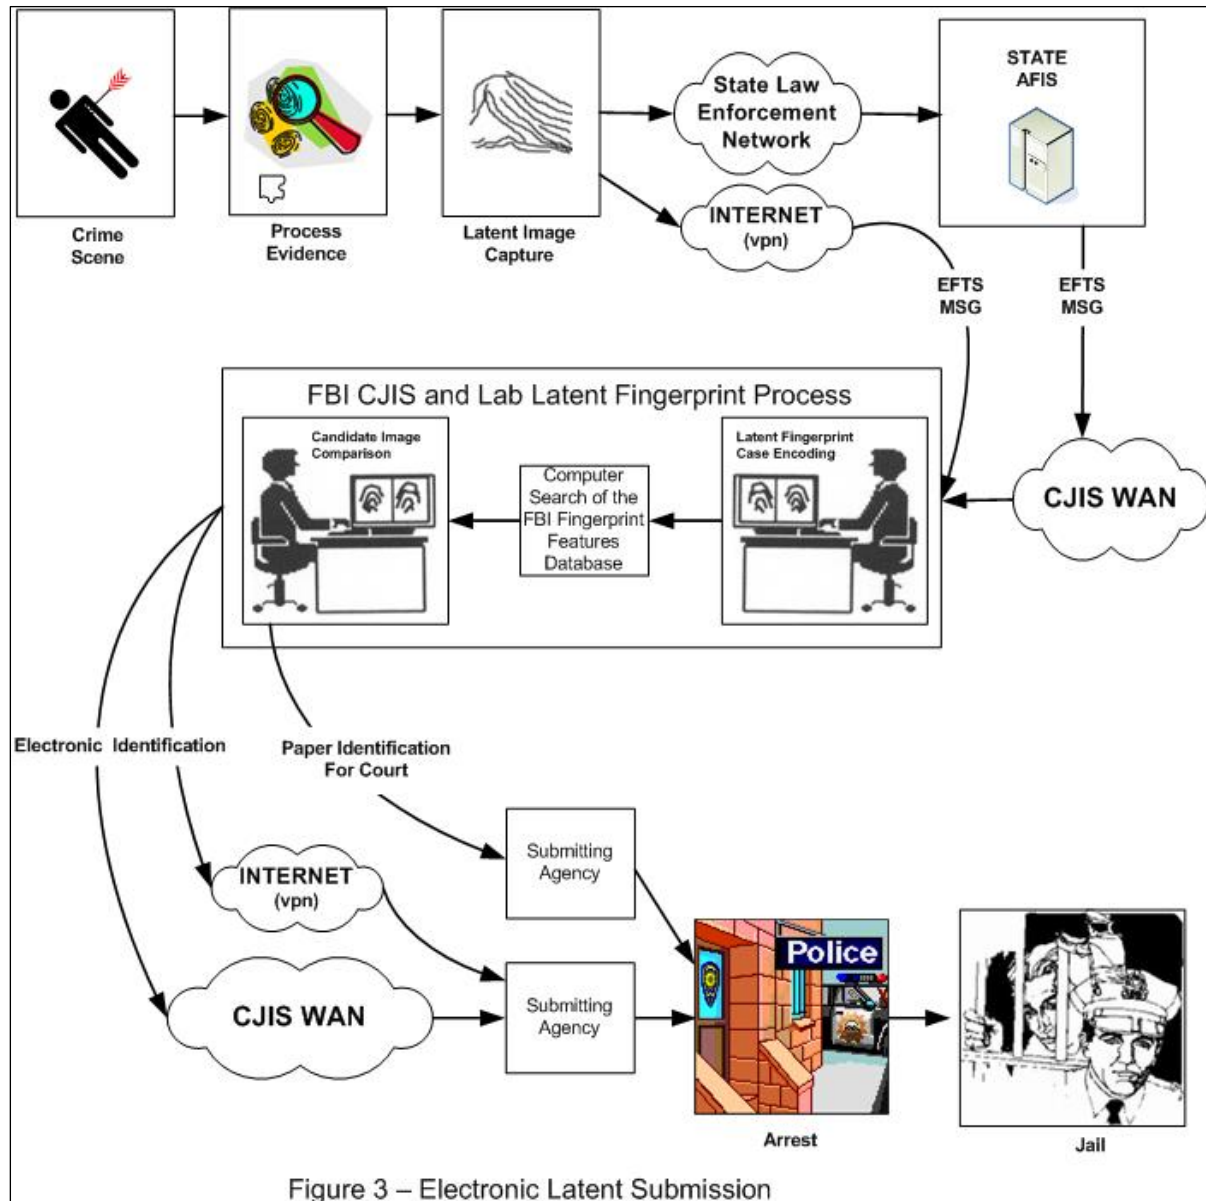 STATE
AFIS
State Law
Enforcement
Network
INTERNET
(vpn)
Crime
Scene
Process
Evidence
Latent Image
Capture
EFTS
MSG
EFTS
MSG
FBI CJIS and Lab Latent Fingerprint Process
Candidate Image
Comparison
Computer
Search of the
FBI Fingerprint
Features
Database
Latent Fingerprint
Case Encoding
CJIS WAN
Electronic Identification
Paper Identification
For Court
INTERNET
(vpn)
CJIS WAN
Submitting
Agency
Submitting
Agency
Police
Arrest
Jail
Figure 3 – Electronic Latent Submission